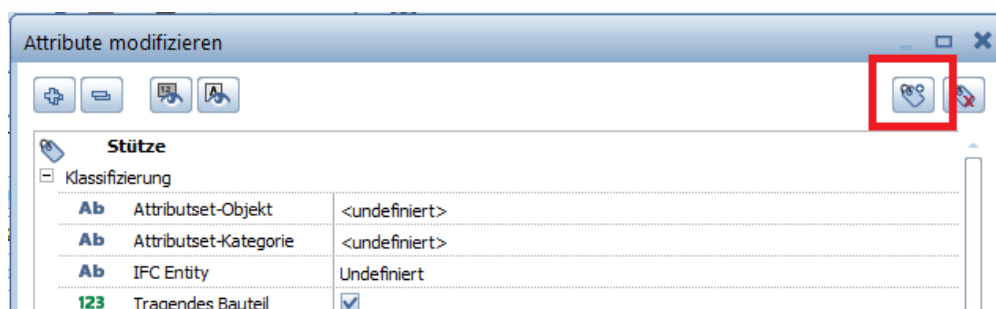 Attribute modifizieren
Stütze
Klassifizierung
Ab Attributset-Objekt <undefiniert>
Ab Attributset-Kategorie <undefiniert>
Ab IFC Entity Undefiniert
123 Tragendes Bauteil